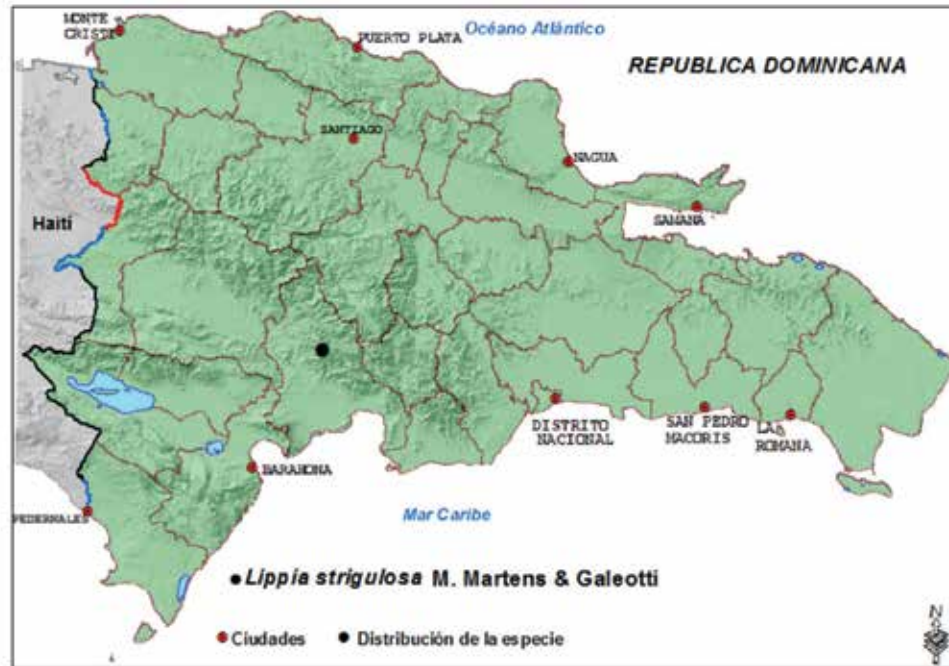 MONTE
CRISTI
PUERTO PLATA
Océano Atlántico
REPUBLICA DOMINICANA
SANTIAGO
NAGUA
SAMANA
Haití
DISTRITO
NACIONAL
SAN PEDRO
MACORIS
LA
ROMANA
BARAHONA
PEDERNALES
Mar Caribe
Lippia strigulosa M. Martens & Galeotti
Ciudades
Distribución de la especie
N